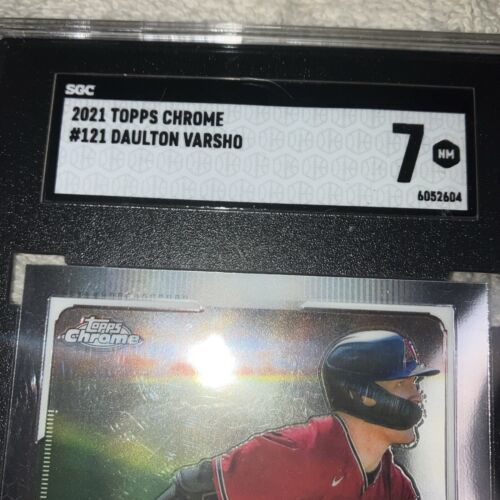 SGC
2021 TOPPS CHROME
#121 DAULTON VARSHO
7
NM
6052604
topps
Chrome